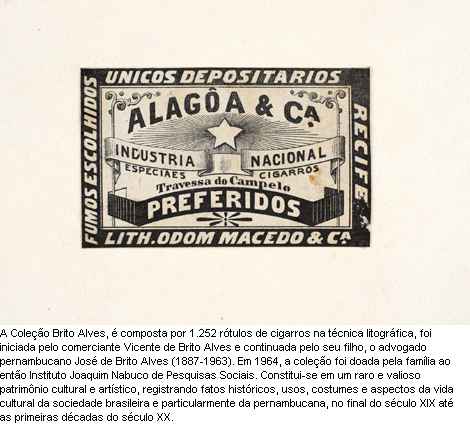 UNICOS DEPOSITARIOS
FUMOS ESCOLHIDOS
RECIFE
ALAGÔA & CA.
INDUSTRIA NACIONAL
ESPECIAES CIGARROS
Travessa do Campelo
PREFERIDOS
LITH. ODOM MACEDO & CA.
A Coleção Brito Alves, é composta por 1.252 rótulos de cigarros na técnica litográfica, foi
iniciada pelo comerciante Vicente de Brito Alves e continuada pelo seu filho, o advogado
pernambucano José de Brito Alves (1887-1963). Em 1964, a coleção foi doada pela família ao
então Instituto Joaquim Nabuco de Pesquisas Sociais. Constitui-se em um raro e valioso
patrimônio cultural e artístico, registrando fatos históricos, usos, costumes e aspectos da vida
cultural da sociedade brasileira e particularmente da pernambucana, no final do século XIX até
as primeiras décadas do século XX.